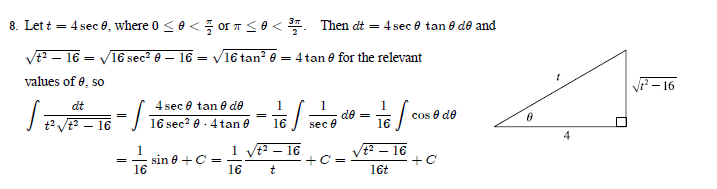 8. Let t = 4 sec θ, where 0 ≤ θ < π/2 or π ≤ θ < 3π/2. Then dt = 4 sec θ tan θ dθ and
√(t² − 16) = √(16 sec² θ − 16) = √(16 tan² θ) = 4 tan θ for the relevant
values of θ, so
∫ dt/(t²√(t² − 16)) = ∫ (4 sec θ tan θ dθ)/(16 sec² θ · 4 tan θ) = 1/16 ∫ 1/(sec θ) dθ = 1/16 ∫ cos θ dθ
= 1/16 sin θ + C = 1/16 √(t² − 16)/t + C = √(t² − 16)/(16t) + C
t
√(t² − 16)
θ
4